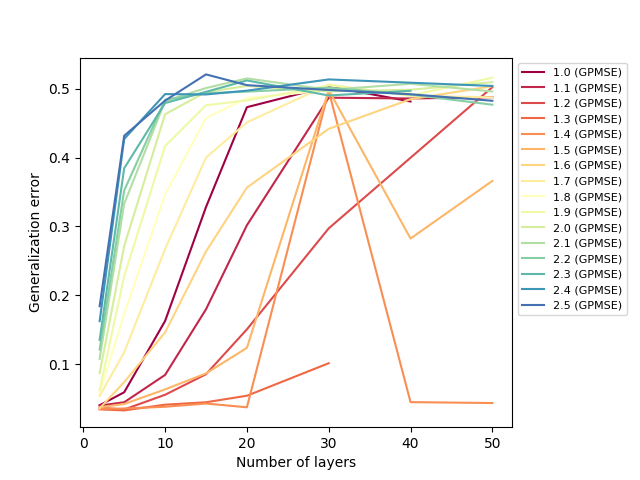 Generalization error
0.5
0.4
0.3
0.2
0.1
0
10
20
30
40
50
Number of layers
1.0 (GPMSE)
1.1 (GPMSE)
1.2 (GPMSE)
1.3 (GPMSE)
1.4 (GPMSE)
1.5 (GPMSE)
1.6 (GPMSE)
1.7 (GPMSE)
1.8 (GPMSE)
1.9 (GPMSE)
2.0 (GPMSE)
2.1 (GPMSE)
2.2 (GPMSE)
2.3 (GPMSE)
2.4 (GPMSE)
2.5 (GPMSE)